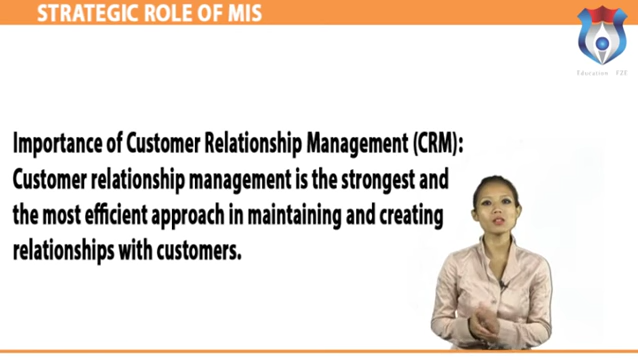 STRATEGIC ROLE OF MIS
Education FZE
Importance of Customer Relationship Management (CRM):
Customer relationship management is the strongest and
the most efficient approach in maintaining and creating
relationships with customers.